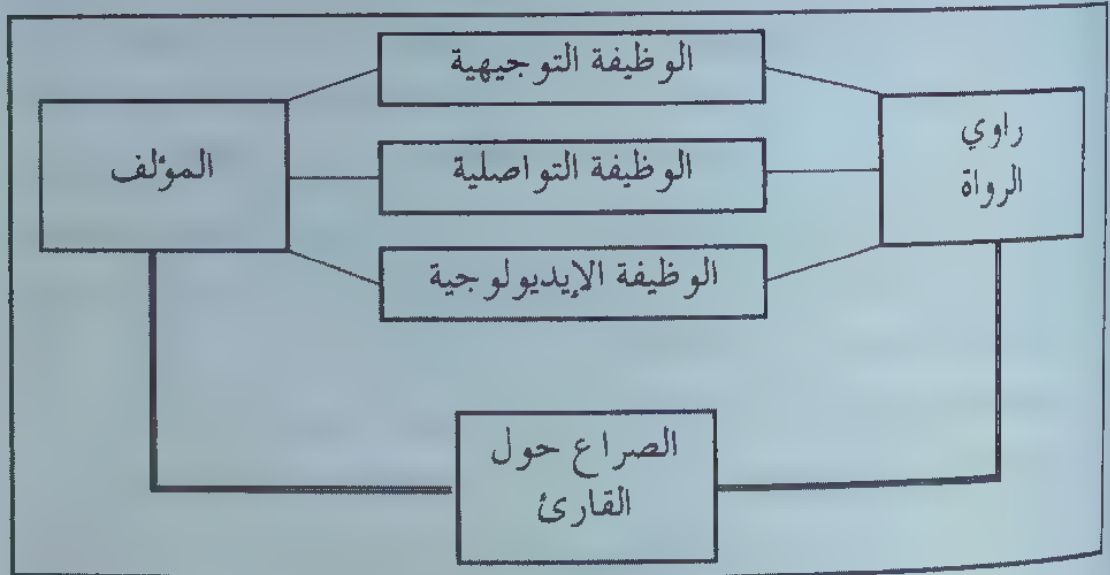 الوظيفة التوجيهية
راوي
الرواة
الوظيفة التواصلية
المؤلف
الوظيفة الإيديولوجية
الصراع حول
القارئ